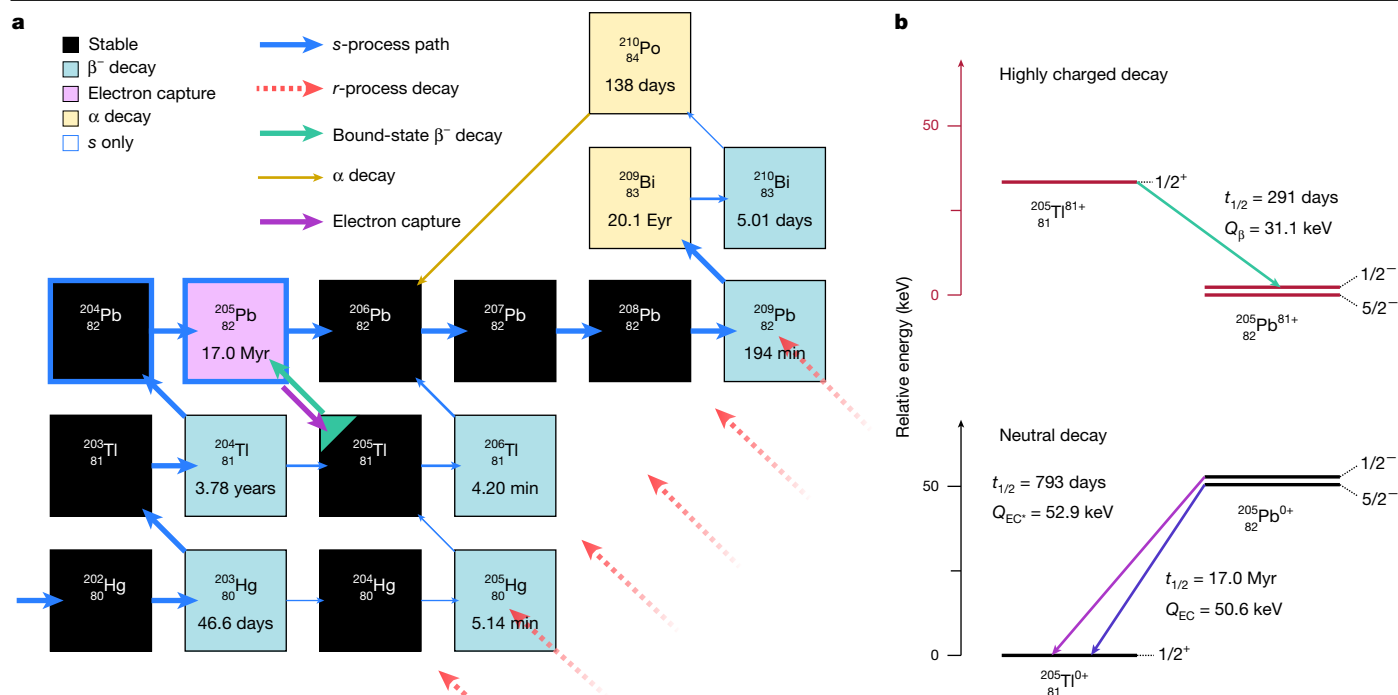 a
Stable
β⁻ decay
Electron capture
α decay
s only
s-process path
r-process decay
Bound-state β⁻ decay
α decay
Electron capture
²¹⁰₈₄Po
138 days
²⁰⁹₈₃Bi
20.1 Eyr
²¹⁰₈₃Bi
5.01 days
²⁰⁴₈₂Pb
²⁰⁵₈₂Pb
17.0 Myr
²⁰⁶₈₂Pb
²⁰⁷₈₂Pb
²⁰⁸₈₂Pb
²⁰⁹₈₂Pb
194 min
²⁰³₈₁Tl
²⁰⁴₈₁Tl
3.78 years
²⁰⁵₈₁Tl
²⁰⁶₈₁Tl
4.20 min
²⁰²₈₀Hg
²⁰³₈₀Hg
46.6 days
²⁰⁴₈₀Hg
²⁰⁵₈₀Hg
5.14 min
b
Relative energy (keV)
Highly charged decay
50
0
1/2⁺
²⁰⁵₈₁Tl⁸¹⁺
t₁/₂ = 291 days
Qᵦ = 31.1 keV
1/2⁻
5/2⁻
²⁰⁵₈₂Pb⁸¹⁺
Neutral decay
50
0
t₁/₂ = 793 days
Q_EC* = 52.9 keV
1/2⁻
5/2⁻
²⁰⁵₈₂Pb⁰⁺
t₁/₂ = 17.0 Myr
Q_EC = 50.6 keV
1/2⁺
²⁰⁵₈₁Tl⁰⁺